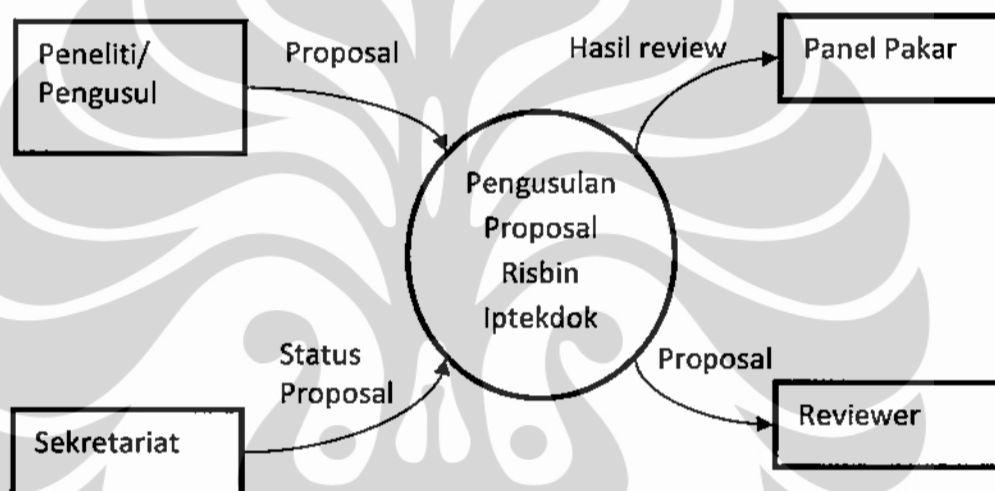 Peneliti/
Pengusul
Proposal
Hasil review
Panel Pakar
Pengusulan
Proposal
Risbin
Iptekdok
Status
Proposal
Sekretariat
Proposal
Reviewer